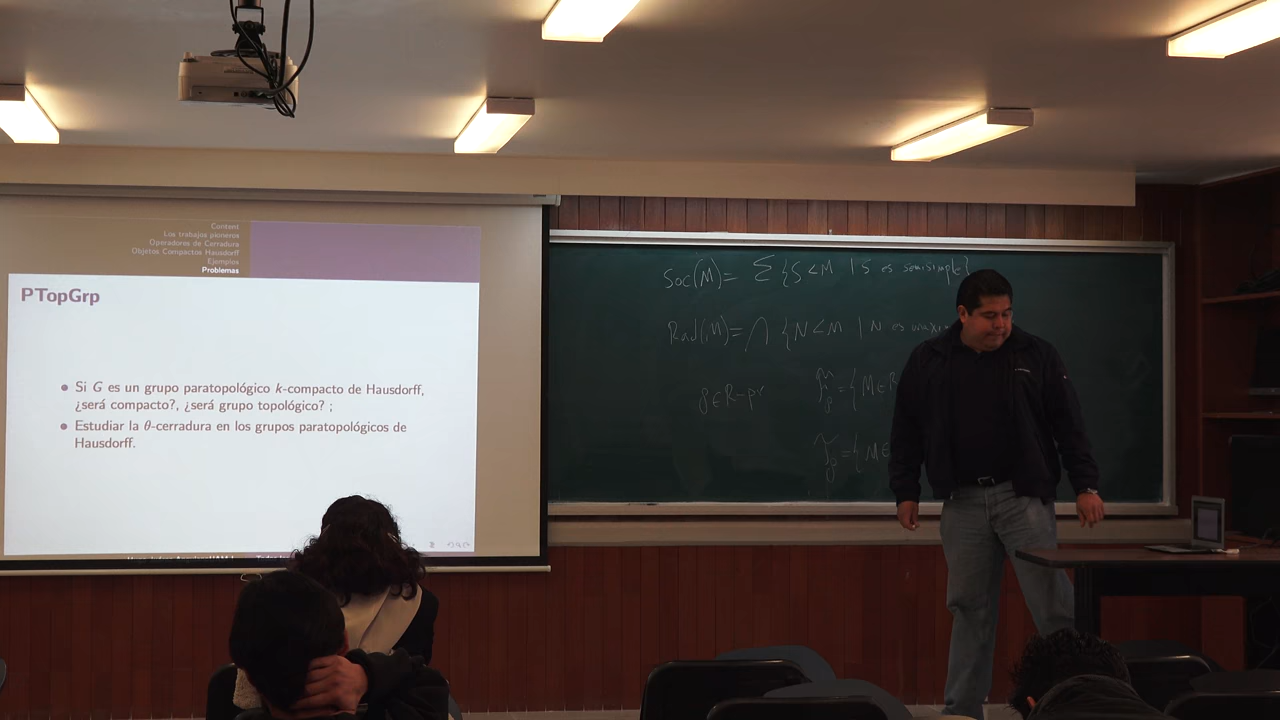 Content
Los trabajos pioneros
Operadores de Cerradura
Objetos Compactos Hausdorff
Ejemplos
Problemas
PTopGrp
• Si G es un grupo paratopológico k-compacto de Hausdorff,
¿será compacto?, ¿será grupo topológico? ;
• Estudiar la θ-cerradura en los grupos paratopológicos de
Hausdorff.
Soc(M) = Σ {S < M | S es semisimple}
Rad(M) = ∩ {N < M | N es
= {M ∈ R
= {M ∈